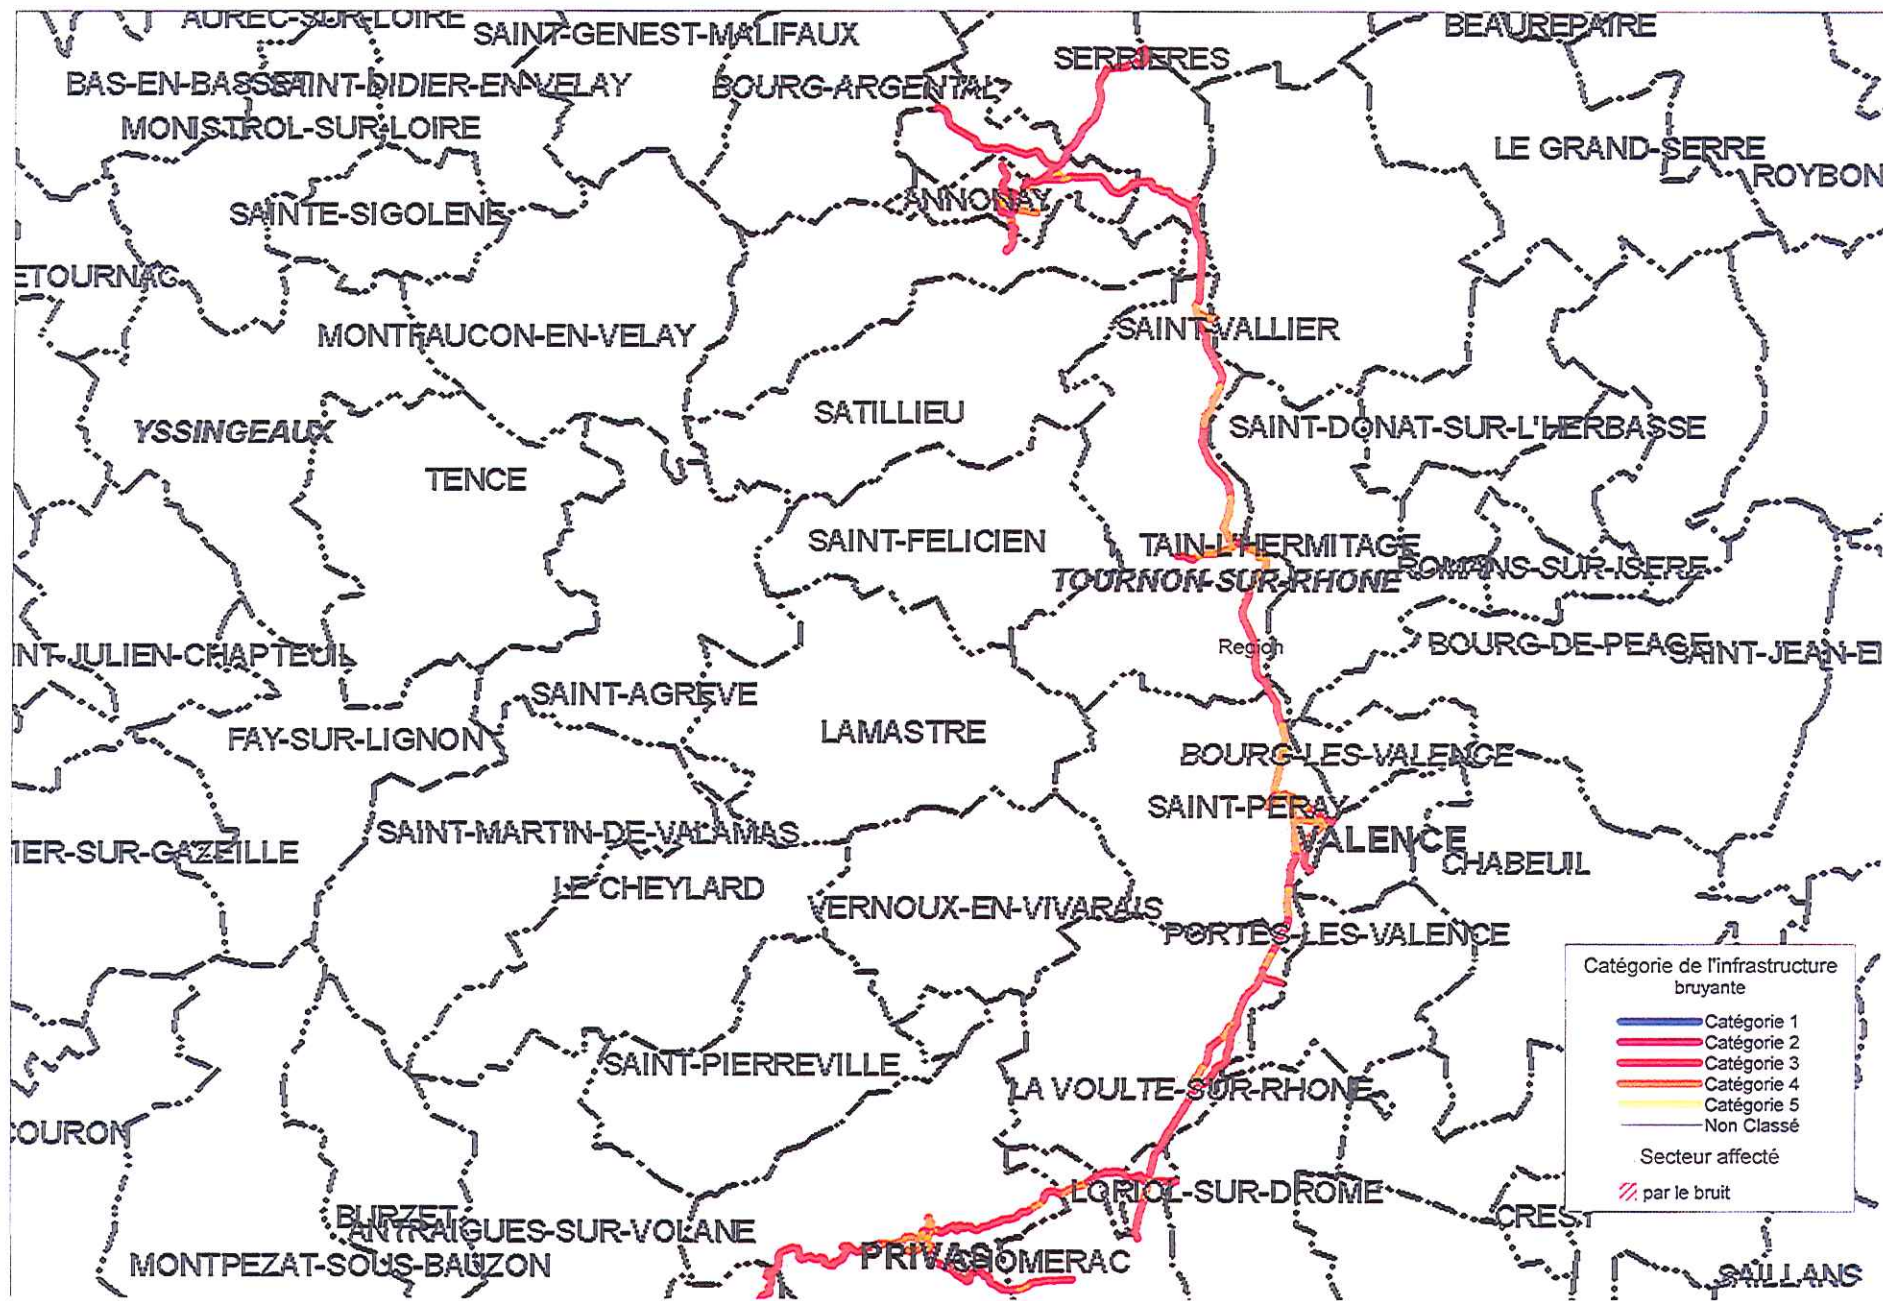 AUREC-SUR-LOIRE
SAINT-GENEST-MALIFAUX
BEAUREPAIRE
SERRIERES
BAS-EN-BASSET
SAINT-DIDIER-EN-VELAY
BOURG-ARGENTAL
MONISTROL-SUR-LOIRE
LE GRAND-SERRE
ROYBON
ANNONAY
SAINTE-SIGOLENE
RETOURNAC
MONTFAUCON-EN-VELAY
SAINT-VALLIER
SATILLIEU
YSSINGEAUX
SAINT-DONAT-SUR-L'HERBASSE
TENCE
SAINT-FELICIEN
TAIN-L'HERMITAGE
ROMANS-SUR-ISERE
TOURNON-SUR-RHONE
Region
BOURG-DE-PEAGE
SAINT-JEAN-E
INT-JULIEN-CHAPTEUIL
SAINT-AGREVE
FAY-SUR-LIGNON
LAMASTRE
BOURG-LES-VALENCE
SAINT-PERAY
SAINT-MARTIN-DE-VALAMAS
VALENCE
IER-SUR-GAZEILLE
CHABEUIL
LE CHEYLARD
VERNOUX-EN-VIVARAIS
PORTES-LES-VALENCE
Catégorie de l'infrastructure
bruyante
Catégorie 1
Catégorie 2
Catégorie 3
Catégorie 4
Catégorie 5
Non Classé
Secteur affecté
par le bruit
SAINT-PIERREVILLE
LA VOULTE-SUR-RHONE
COURON
LORIOL-SUR-DROME
BURZET
ANTRAIGUES-SUR-VOLANE
CREST
PRIVAS
CHOMERAC
MONTPEZAT-SOUS-BAUZON
SAILLANS